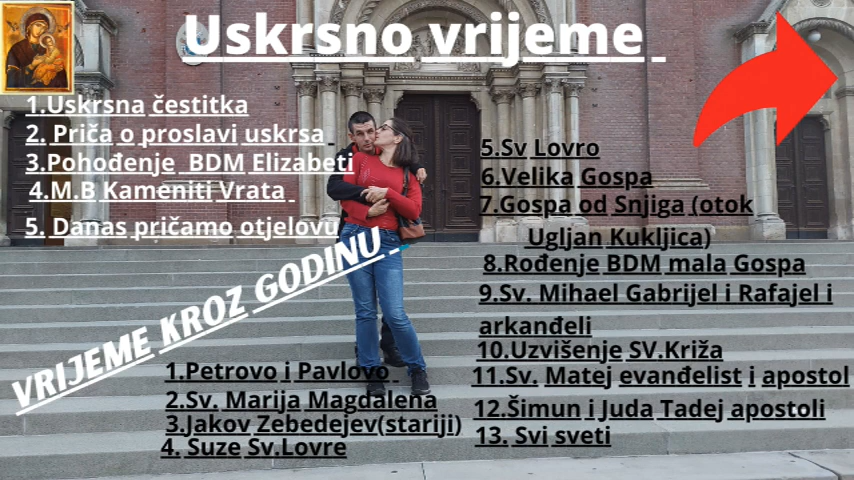 Uskrsno vrijeme
1.Uskrsna čestitka
2. Priča o proslavi uskrsa
3.Pohođenje BDM Elizabeti
4.M.B Kameniti Vrata
5. Danas pričamo otjelovu
VRIJEME KROZ GODINU -
1.Petrovo i Pavlovo
2.Sv. Marija Magdalena
3.Jakov Zebedejev(stariji)
4. Suze Sv.Lovre
5.Sv Lovro
6.Velika Gospa
7.Gospa od Snjiga (otok
Ugljan Kukljica)
8.Rođenje BDM mala Gospa
9.Sv. Mihael Gabrijel i Rafajel i
arkanđeli
10.Uzvišenje SV.Križa
11.Sv. Matej evanđelist i apostol
12.Šimun i Juda Tadej apostoli
13. Svi sveti